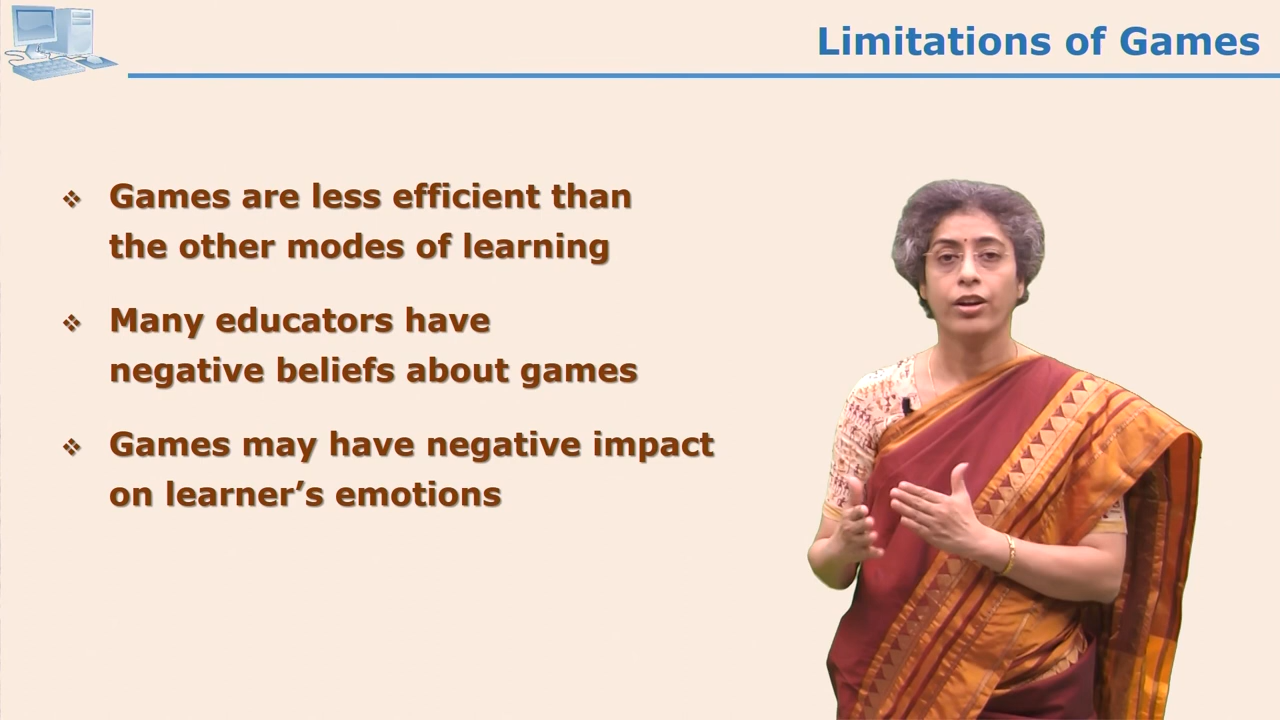 Limitations of Games
❖ Games are less efficient than
the other modes of learning
❖ Many educators have
negative beliefs about games
❖ Games may have negative impact
on learner’s emotions